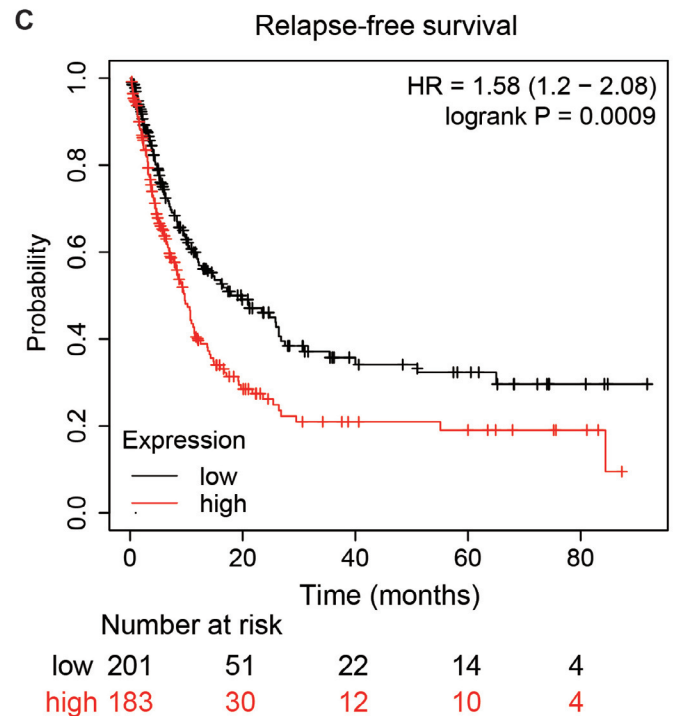 C
Relapse-free survival
HR = 1.58 (1.2 − 2.08)
logrank P = 0.0009
Probability
1.0
0.8
0.6
0.4
0.2
0.0
Expression
low
high
0 20 40 60 80
Time (months)
Number at risk
low 201 51 22 14 4
high 183 30 12 10 4